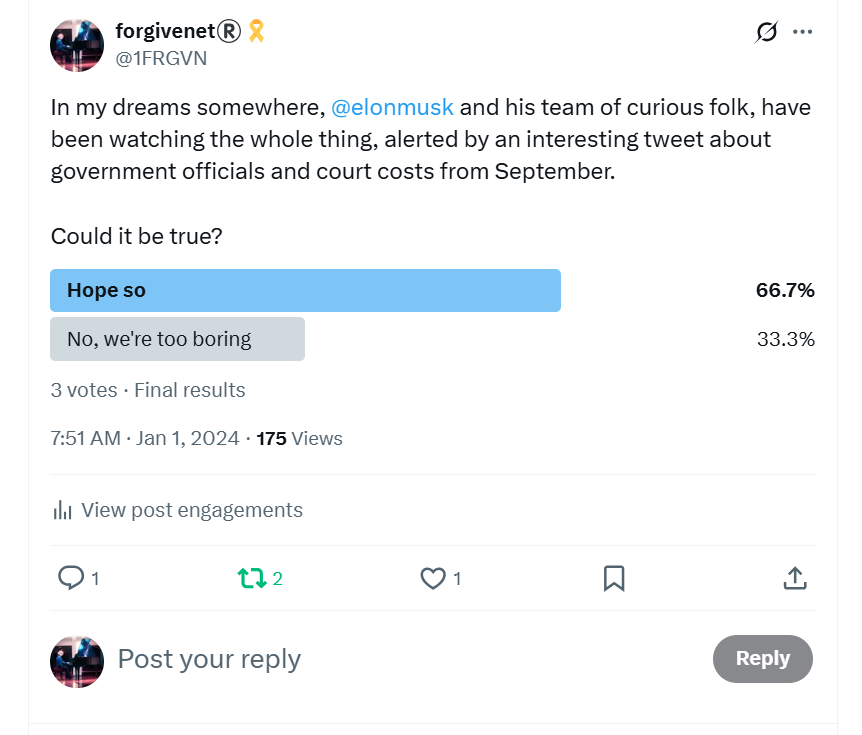 forgivenet®️🎗️
@1FRGVN
In my dreams somewhere, @elonmusk and his team of curious folk, have
been watching the whole thing, alerted by an interesting tweet about
government officials and court costs from September.
Could it be true?
Hope so 66.7%
No, we're too boring 33.3%
3 votes · Final results
7:51 AM · Jan 1, 2024 · 175 Views
View post engagements
1 2 1
Post your reply Reply